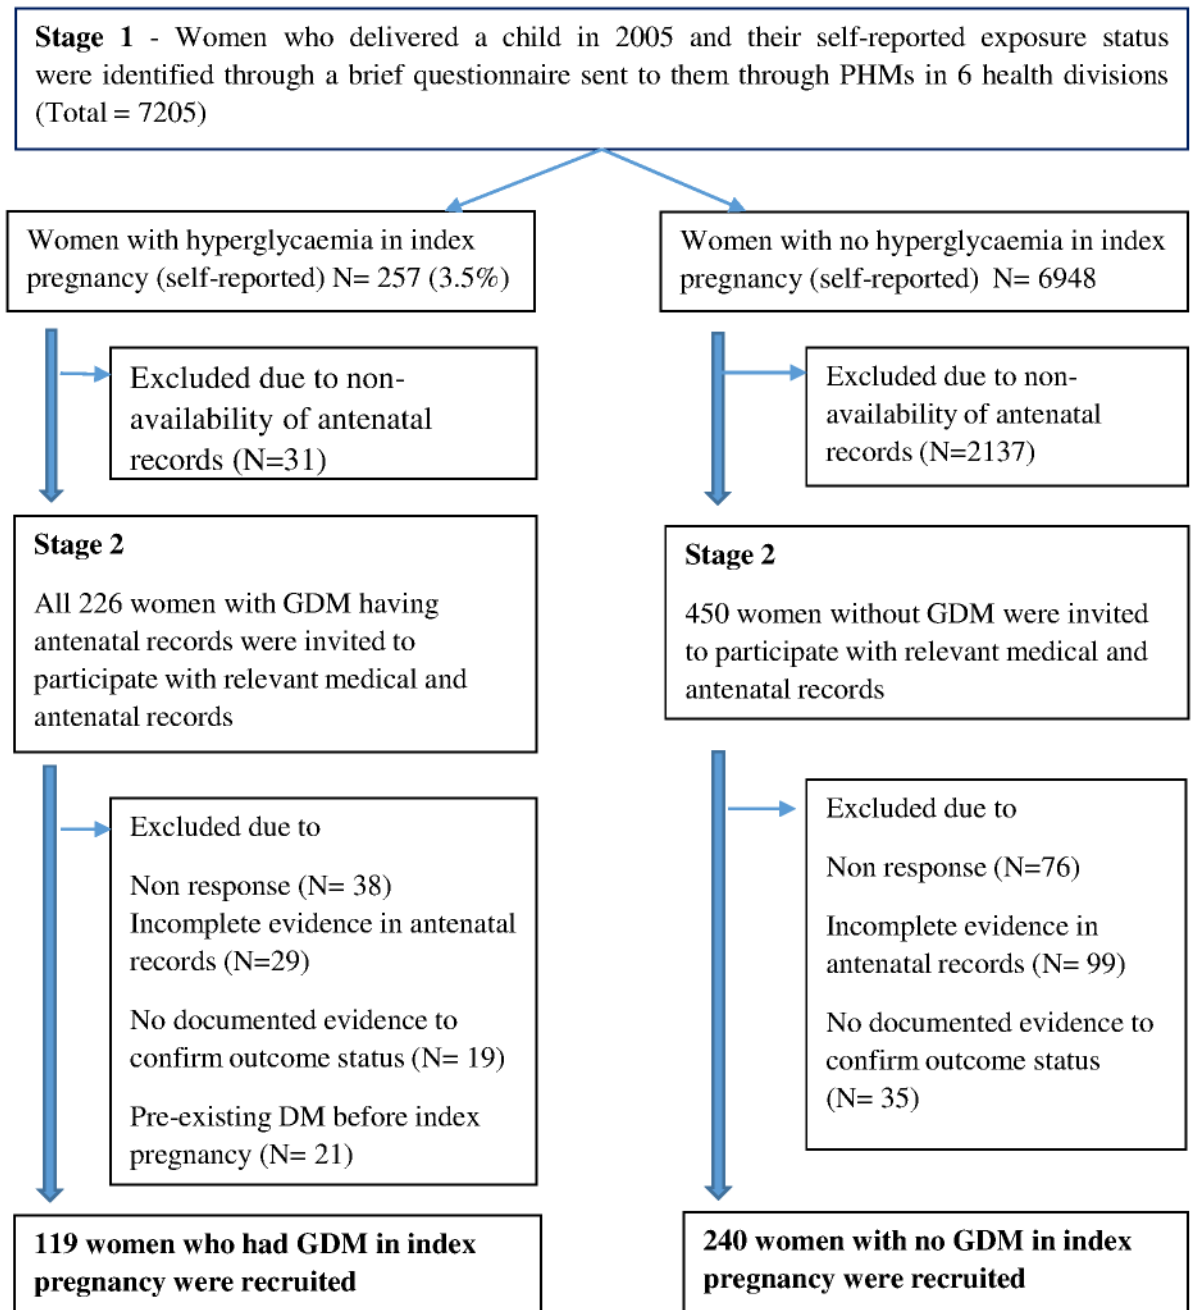 Stage 1 - Women who delivered a child in 2005 and their self-reported exposure status
were identified through a brief questionnaire sent to them through PHMs in 6 health divisions
(Total = 7205)
Women with hyperglycaemia in index
pregnancy (self-reported) N= 257 (3.5%)
Women with no hyperglycaemia in index
pregnancy (self-reported)  N= 6948
Excluded due to non-
availability of antenatal
records (N=31)
Excluded due to non-
availability of antenatal
records (N=2137)
Stage 2
All 226 women with GDM having
antenatal records were invited to
participate with relevant medical and
antenatal records
Stage 2
450 women without GDM were invited
to participate with relevant medical and
antenatal records
Excluded due to
Non response (N= 38)
Incomplete evidence in antenatal
records (N=29)
No documented evidence to
confirm outcome status (N= 19)
Pre-existing DM before index
pregnancy (N= 21)
Excluded due to
Non response (N=76)
Incomplete evidence in
antenatal records (N= 99)
No documented evidence to
confirm outcome status
(N= 35)
119 women who had GDM in index
pregnancy were recruited
240 women with no GDM in index
pregnancy were recruited